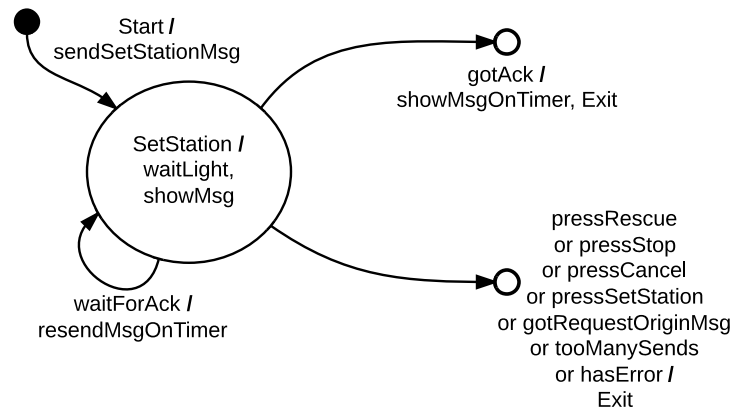 Start /
sendSetStationMsg
gotAck /
showMsgOnTimer, Exit
SetStation /
waitLight,
showMsg
waitForAck /
resendMsgOnTimer
pressRescue
or pressStop
or pressCancel
or pressSetStation
or gotRequestOriginMsg
or tooManySends
or hasError /
Exit